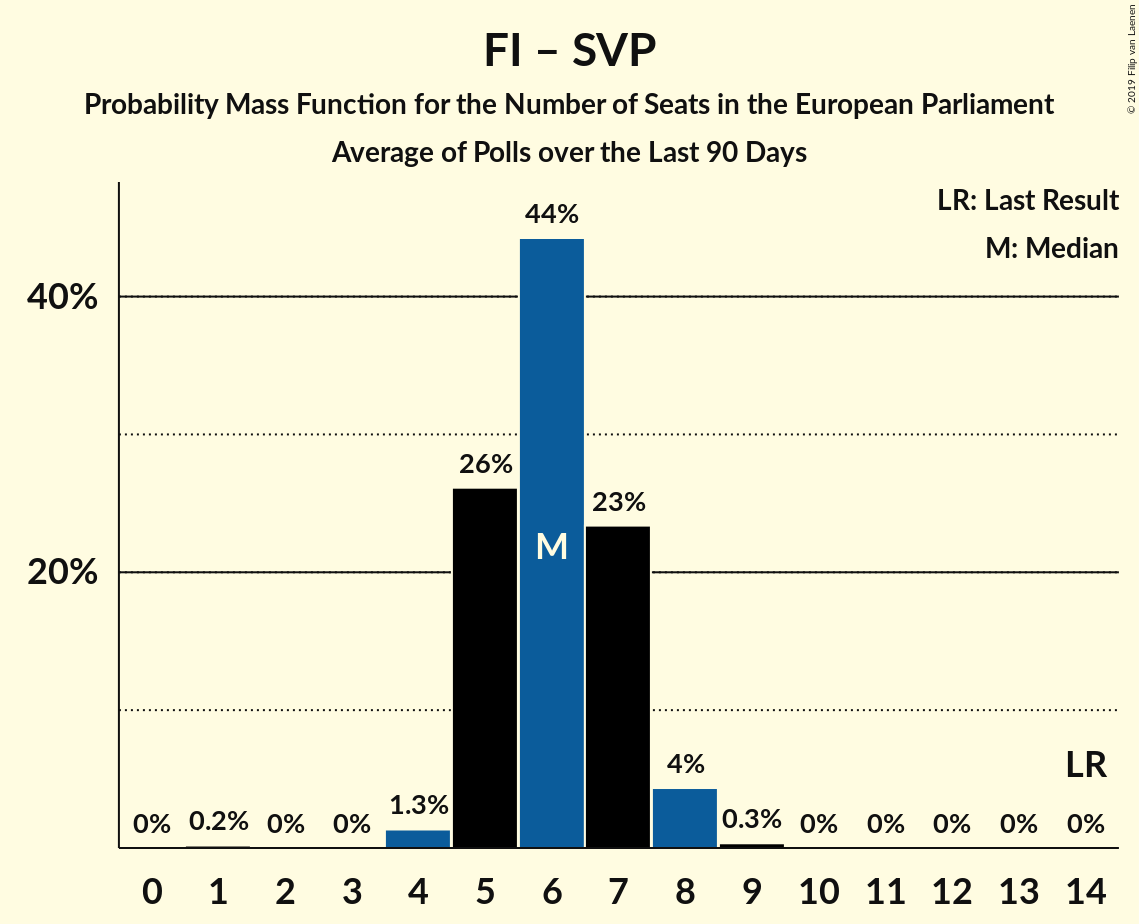 FI – SVP
Probability Mass Function for the Number of Seats in the European Parliament
Average of Polls over the Last 90 Days
© 2019 Filip van Laenen
LR: Last Result
M: Median
40%
20%
0%
0.2%
0%
0%
1.3%
26%
44%
23%
4%
0.3%
0%
0%
0%
0%
0%
M
LR
0 1 2 3 4 5 6 7 8 9 10 11 12 13 14